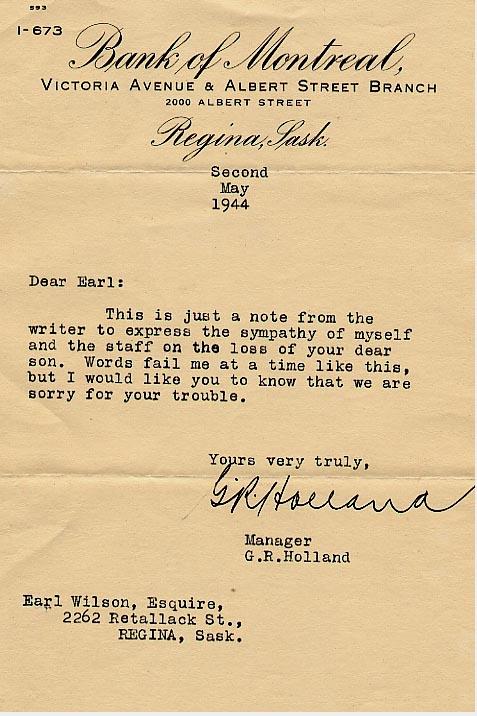 593
1-673
Bank of Montreal,
VICTORIA AVENUE & ALBERT STREET BRANCH
2000 ALBERT STREET
Regina, Sask.
Second
May
1944
Dear Earl:
This is just a note from the
writer to express the sympathy of myself
and the staff on the loss of your dear
son. Words fail me at a time like this,
but I would like you to know that we are
sorry for your trouble.
Yours very truly,
G.R. Holland
Manager
G.R.Holland
Earl Wilson, Esquire,
2262 Retallack St.,
REGINA, Sask.